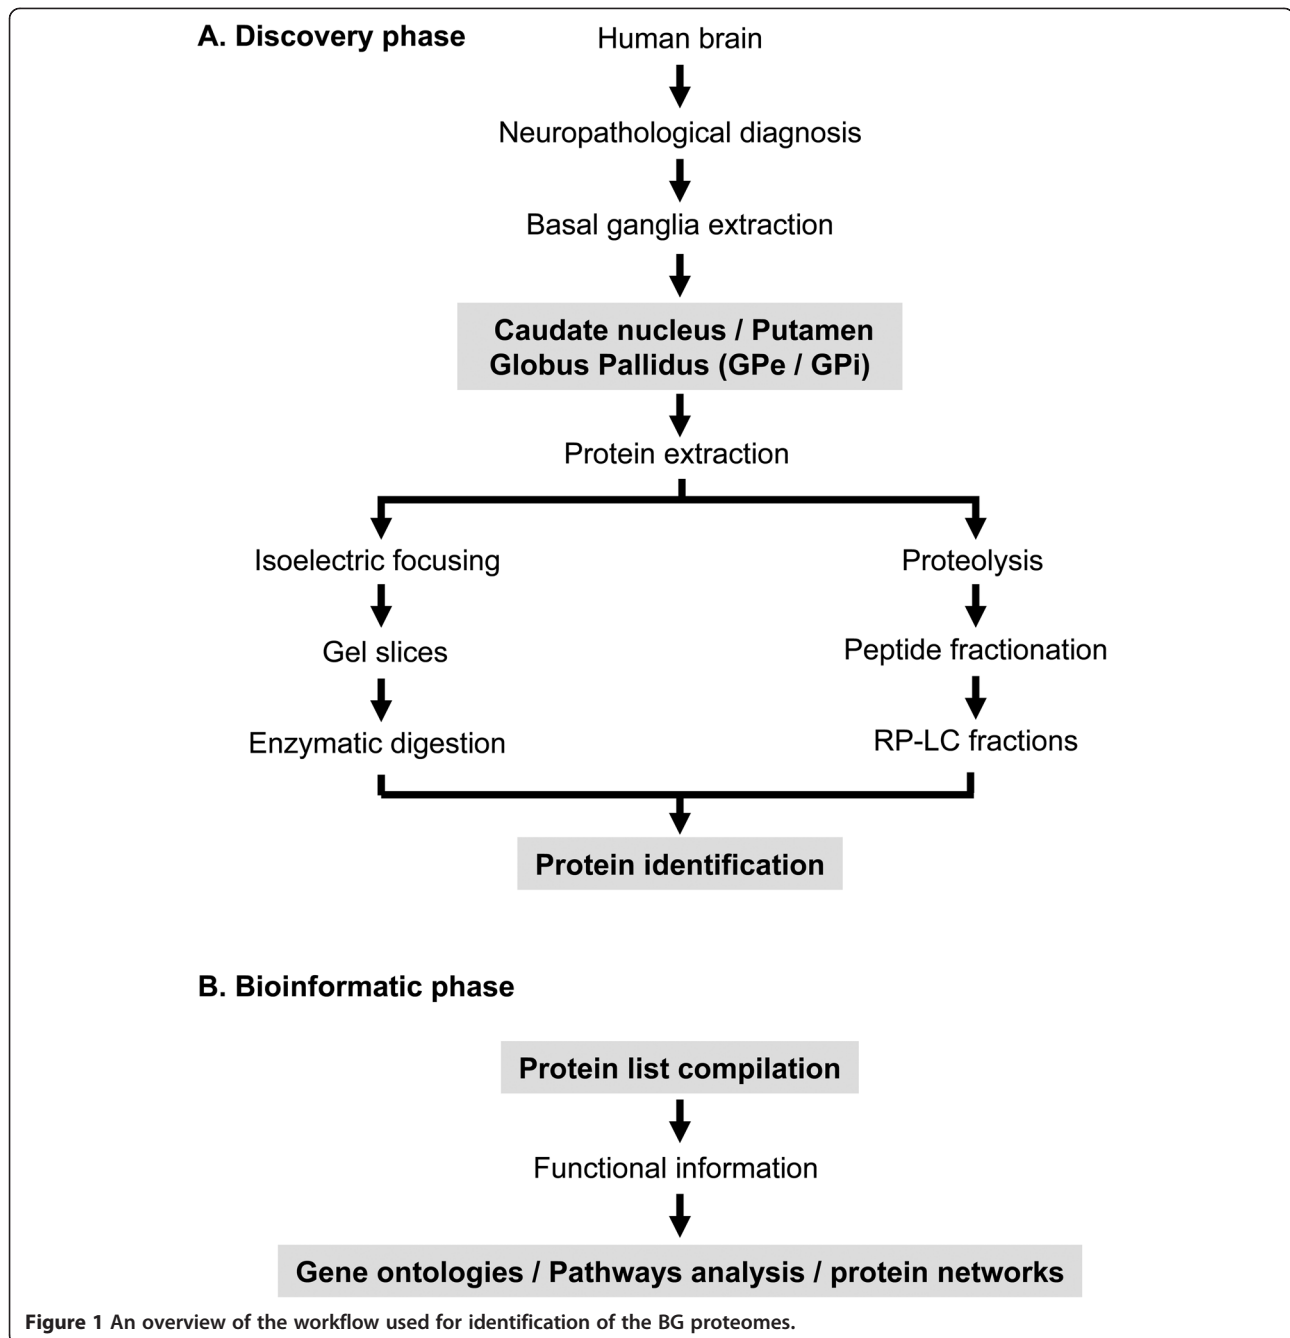 A. Discovery phase
Human brain
Neuropathological diagnosis
Basal ganglia extraction
Caudate nucleus / Putamen
Globus Pallidus (GPe / GPi)
Protein extraction
Isoelectric focusing
Proteolysis
Gel slices
Peptide fractionation
Enzymatic digestion
RP-LC fractions
Protein identification
B. Bioinformatic phase
Protein list compilation
Functional information
Gene ontologies / Pathways analysis / protein networks
Figure 1 An overview of the workflow used for identification of the BG proteomes.